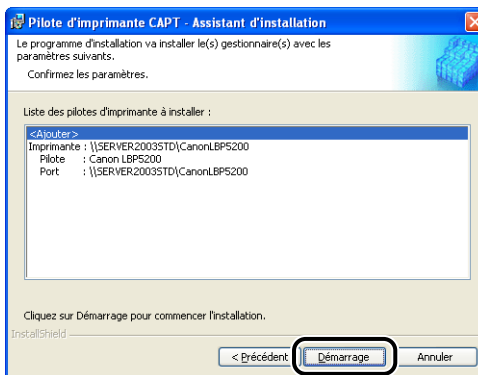 Pilote d'imprimante CAPT - Assistant d'installation
Le programme d'installation va installer le(s) gestionnaire(s) avec les
paramètres suivants.
Confirmez les paramètres.
Liste des pilotes d'imprimante à installer :
<Ajouter>
Imprimante : \\SERVER2003STD\CanonLBP5200
Pilote : Canon LBP5200
Port : \\SERVER2003STD\CanonLBP5200
Cliquez sur Démarrage pour commencer l'installation.
InstallShield
< Précédent Démarrage Annuler